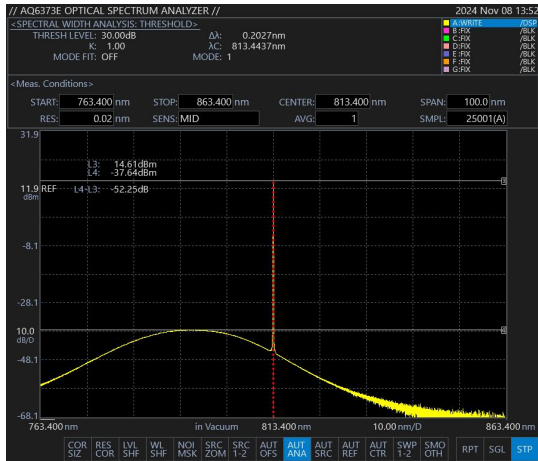 // AQ6373E OPTICAL SPECTRUM ANALYZER // 2024 Nov 08 13:52
<SPECTRAL WIDTH ANALYSIS: THRESHOLD> A:WRITE /DSP
THRESH LEVEL: 30.00dB Δλ: 0.2027nm B:FIX /BLK
K: 1.00 λC: 813.4437nm C:FIX /BLK
MODE FIT: OFF MODE: 1 D:FIX /BLK
E:FIX /BLK
F:FIX /BLK
G:FIX /BLK
<Meas. Conditions>
START: 763.400 nm STOP: 863.400 nm CENTER: 813.400 nm SPAN: 100.0 nm
RES: 0.02 nm SENS: MID AVG: 1 SMPL: 25001(A)
31.9
L3: 14.61dBm
L4: -37.64dBm
11.9 REF L4-L3: -52.25dB
dBm
3
-8.1
-28.1
10.0
dB/D
4
-48.1
-68.1
763.400 nm in Vacuum 813.400 nm 10.00 nm/D 863.400 nm
COR SIZ RES COR LVL SHF WL SHF NOI MSK SRC ZOM SRC 1-2 AUT OFS AUT ANA AUT SRC AUT REF AUT CTR SWP 1-2 SMO OTH RPT SGL STP